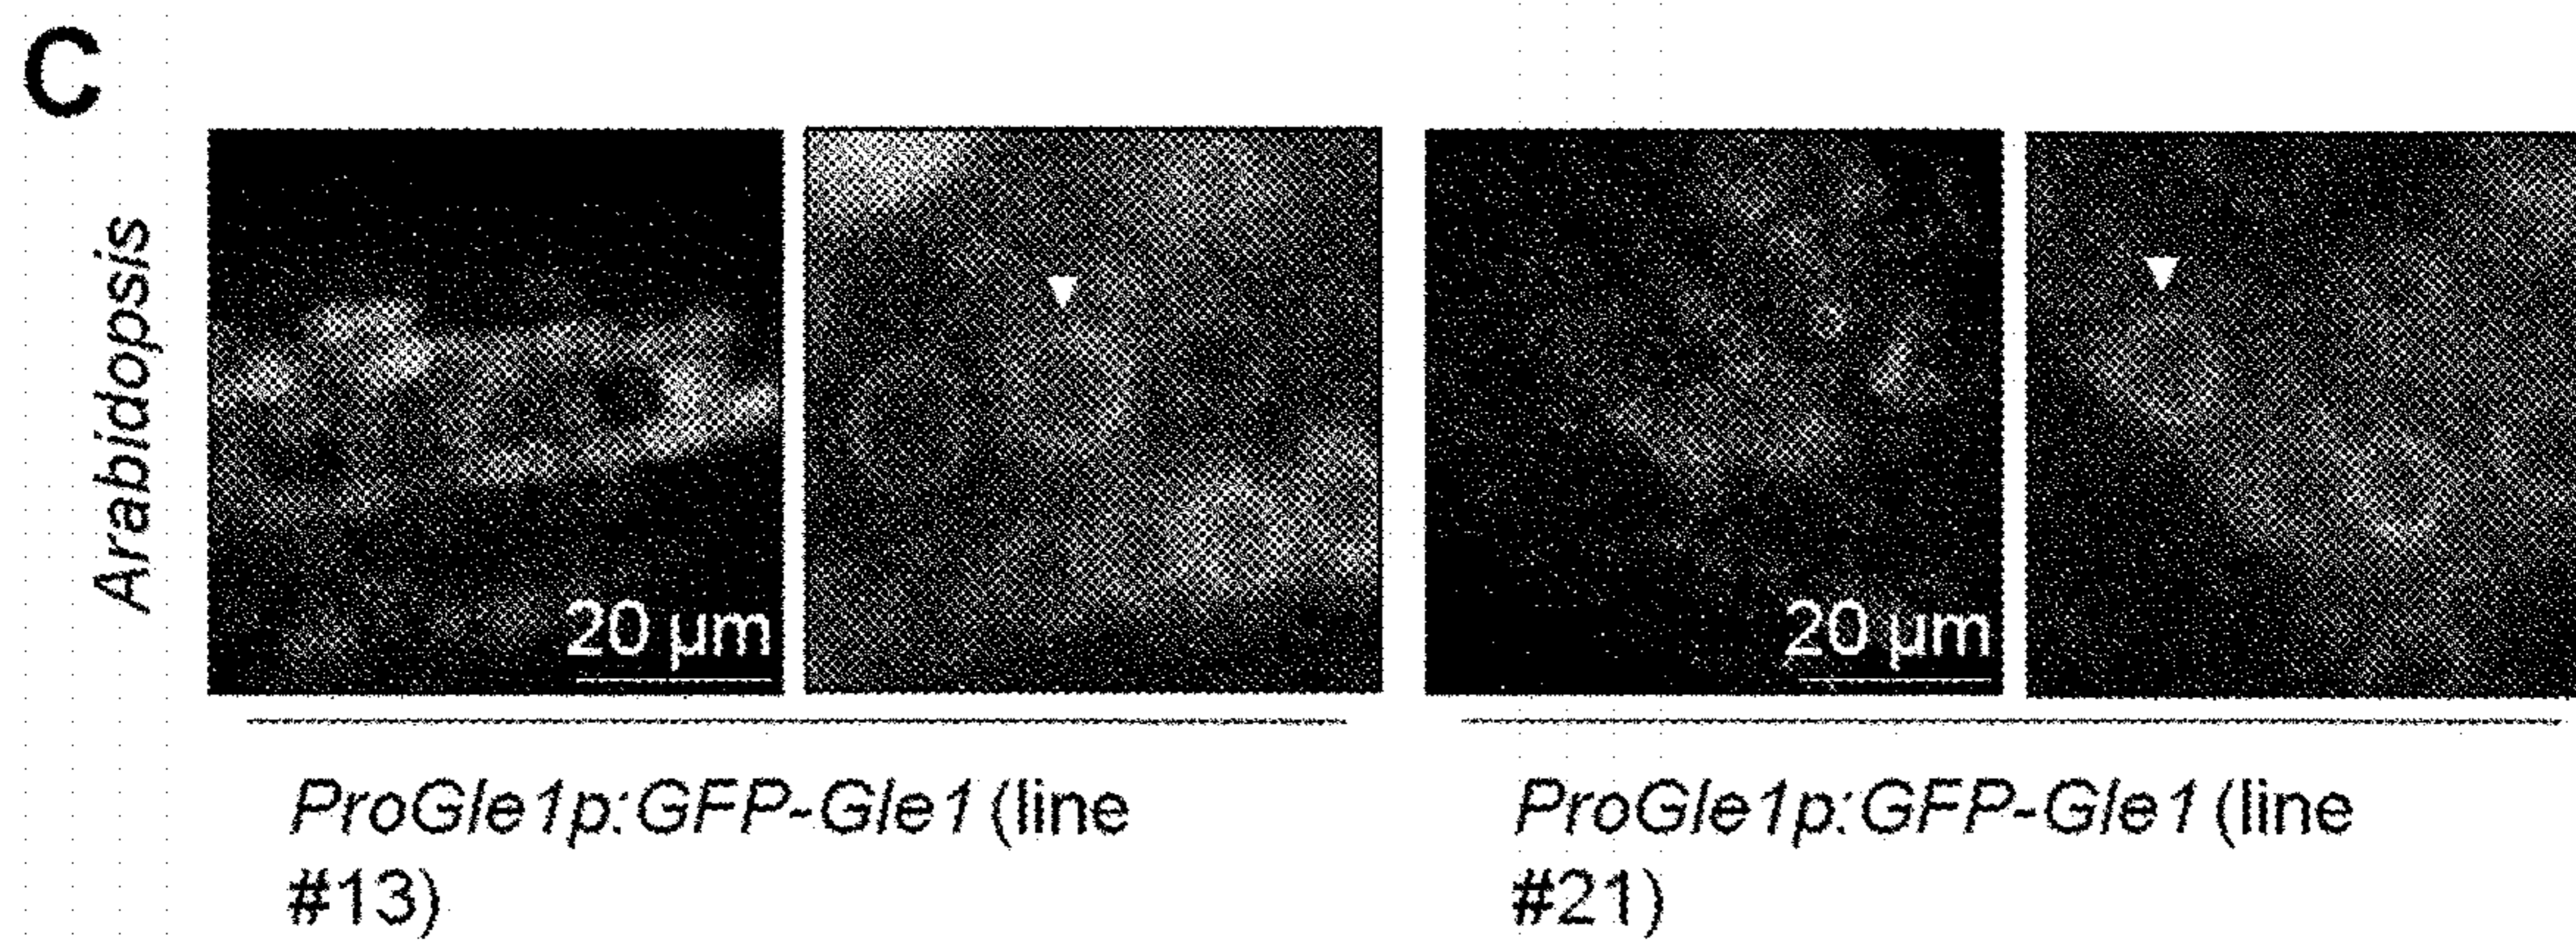 C
Arabidopsis
20 µm
20 µm
ProGle1p:GFP-Gle1 (line
#13)
ProGle1p:GFP-Gle1 (line
#21)